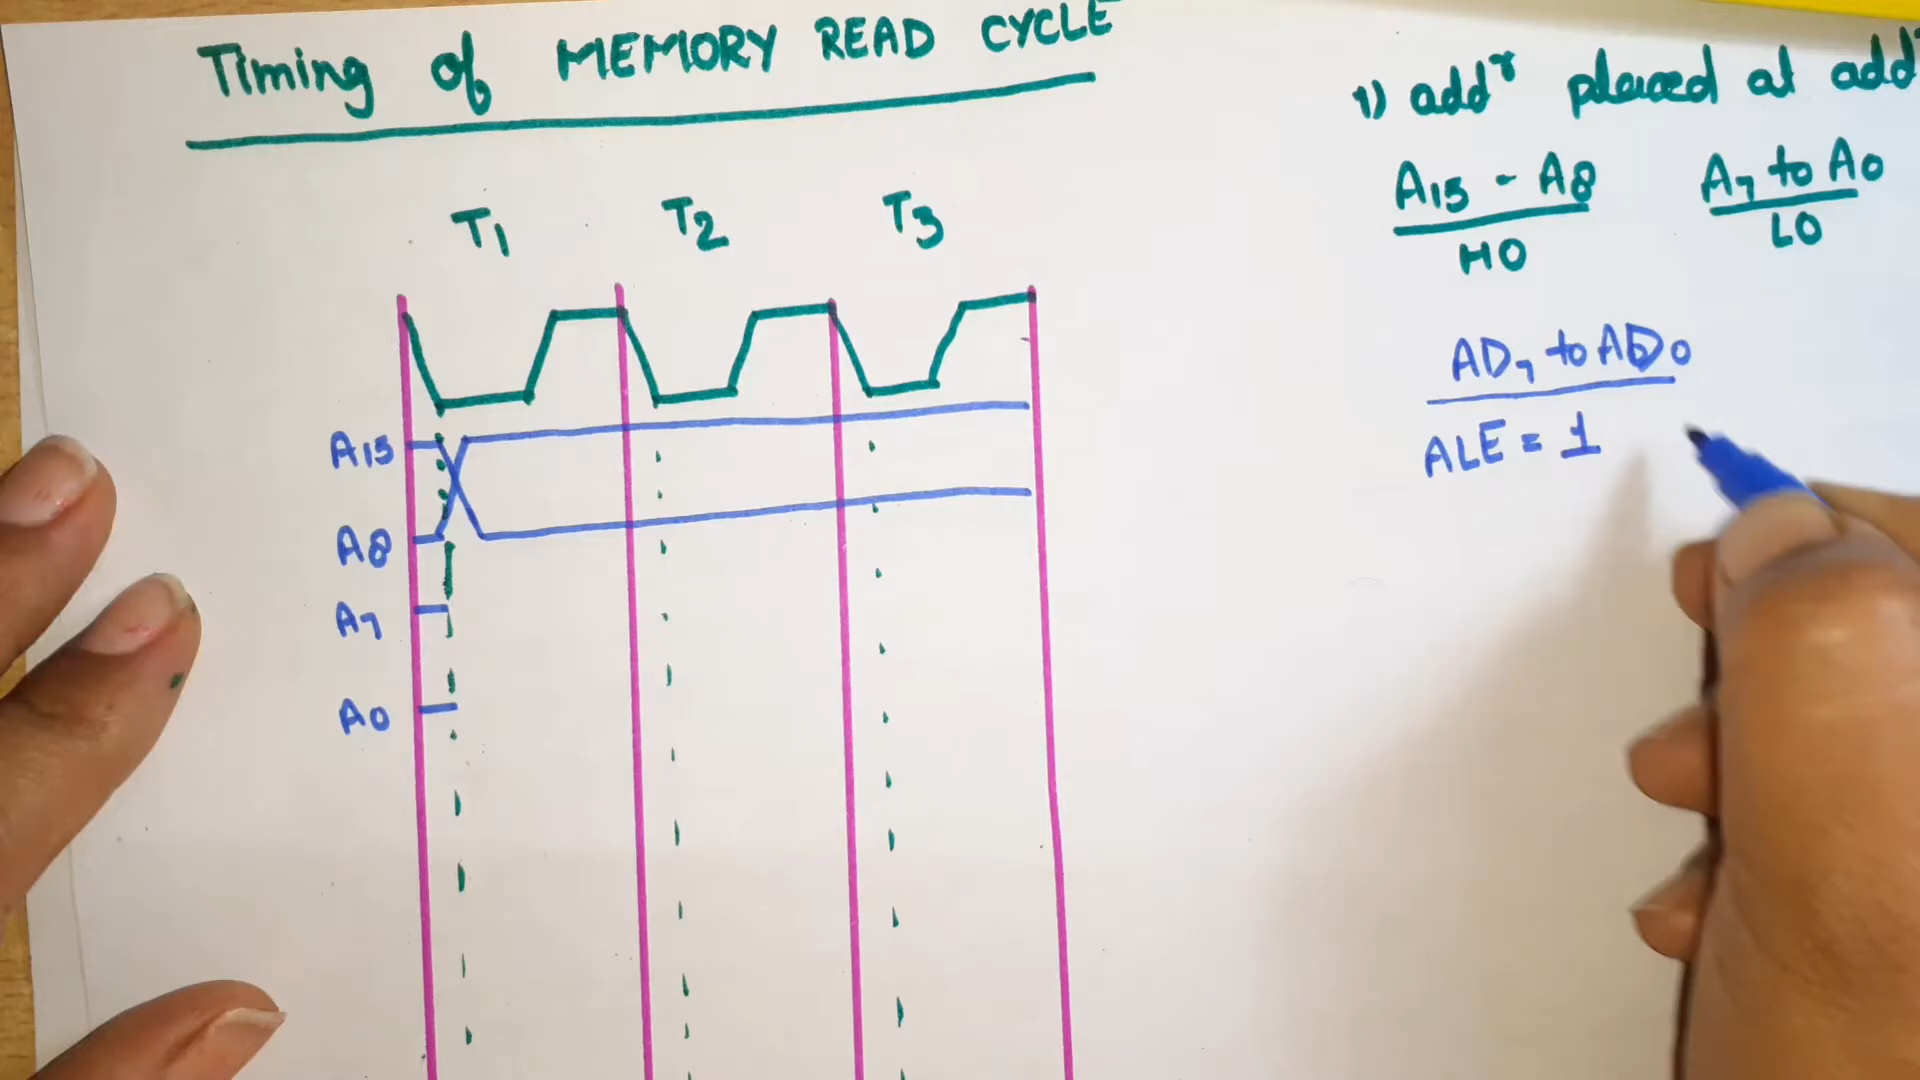 Timing of MEMORY READ CYCLE
T1 T2 T3
A15
A8
A7
A0
1) addr placed at add
A15 - A8 A7 to A0
HO LO
AD7 to AD0
ALE = 1